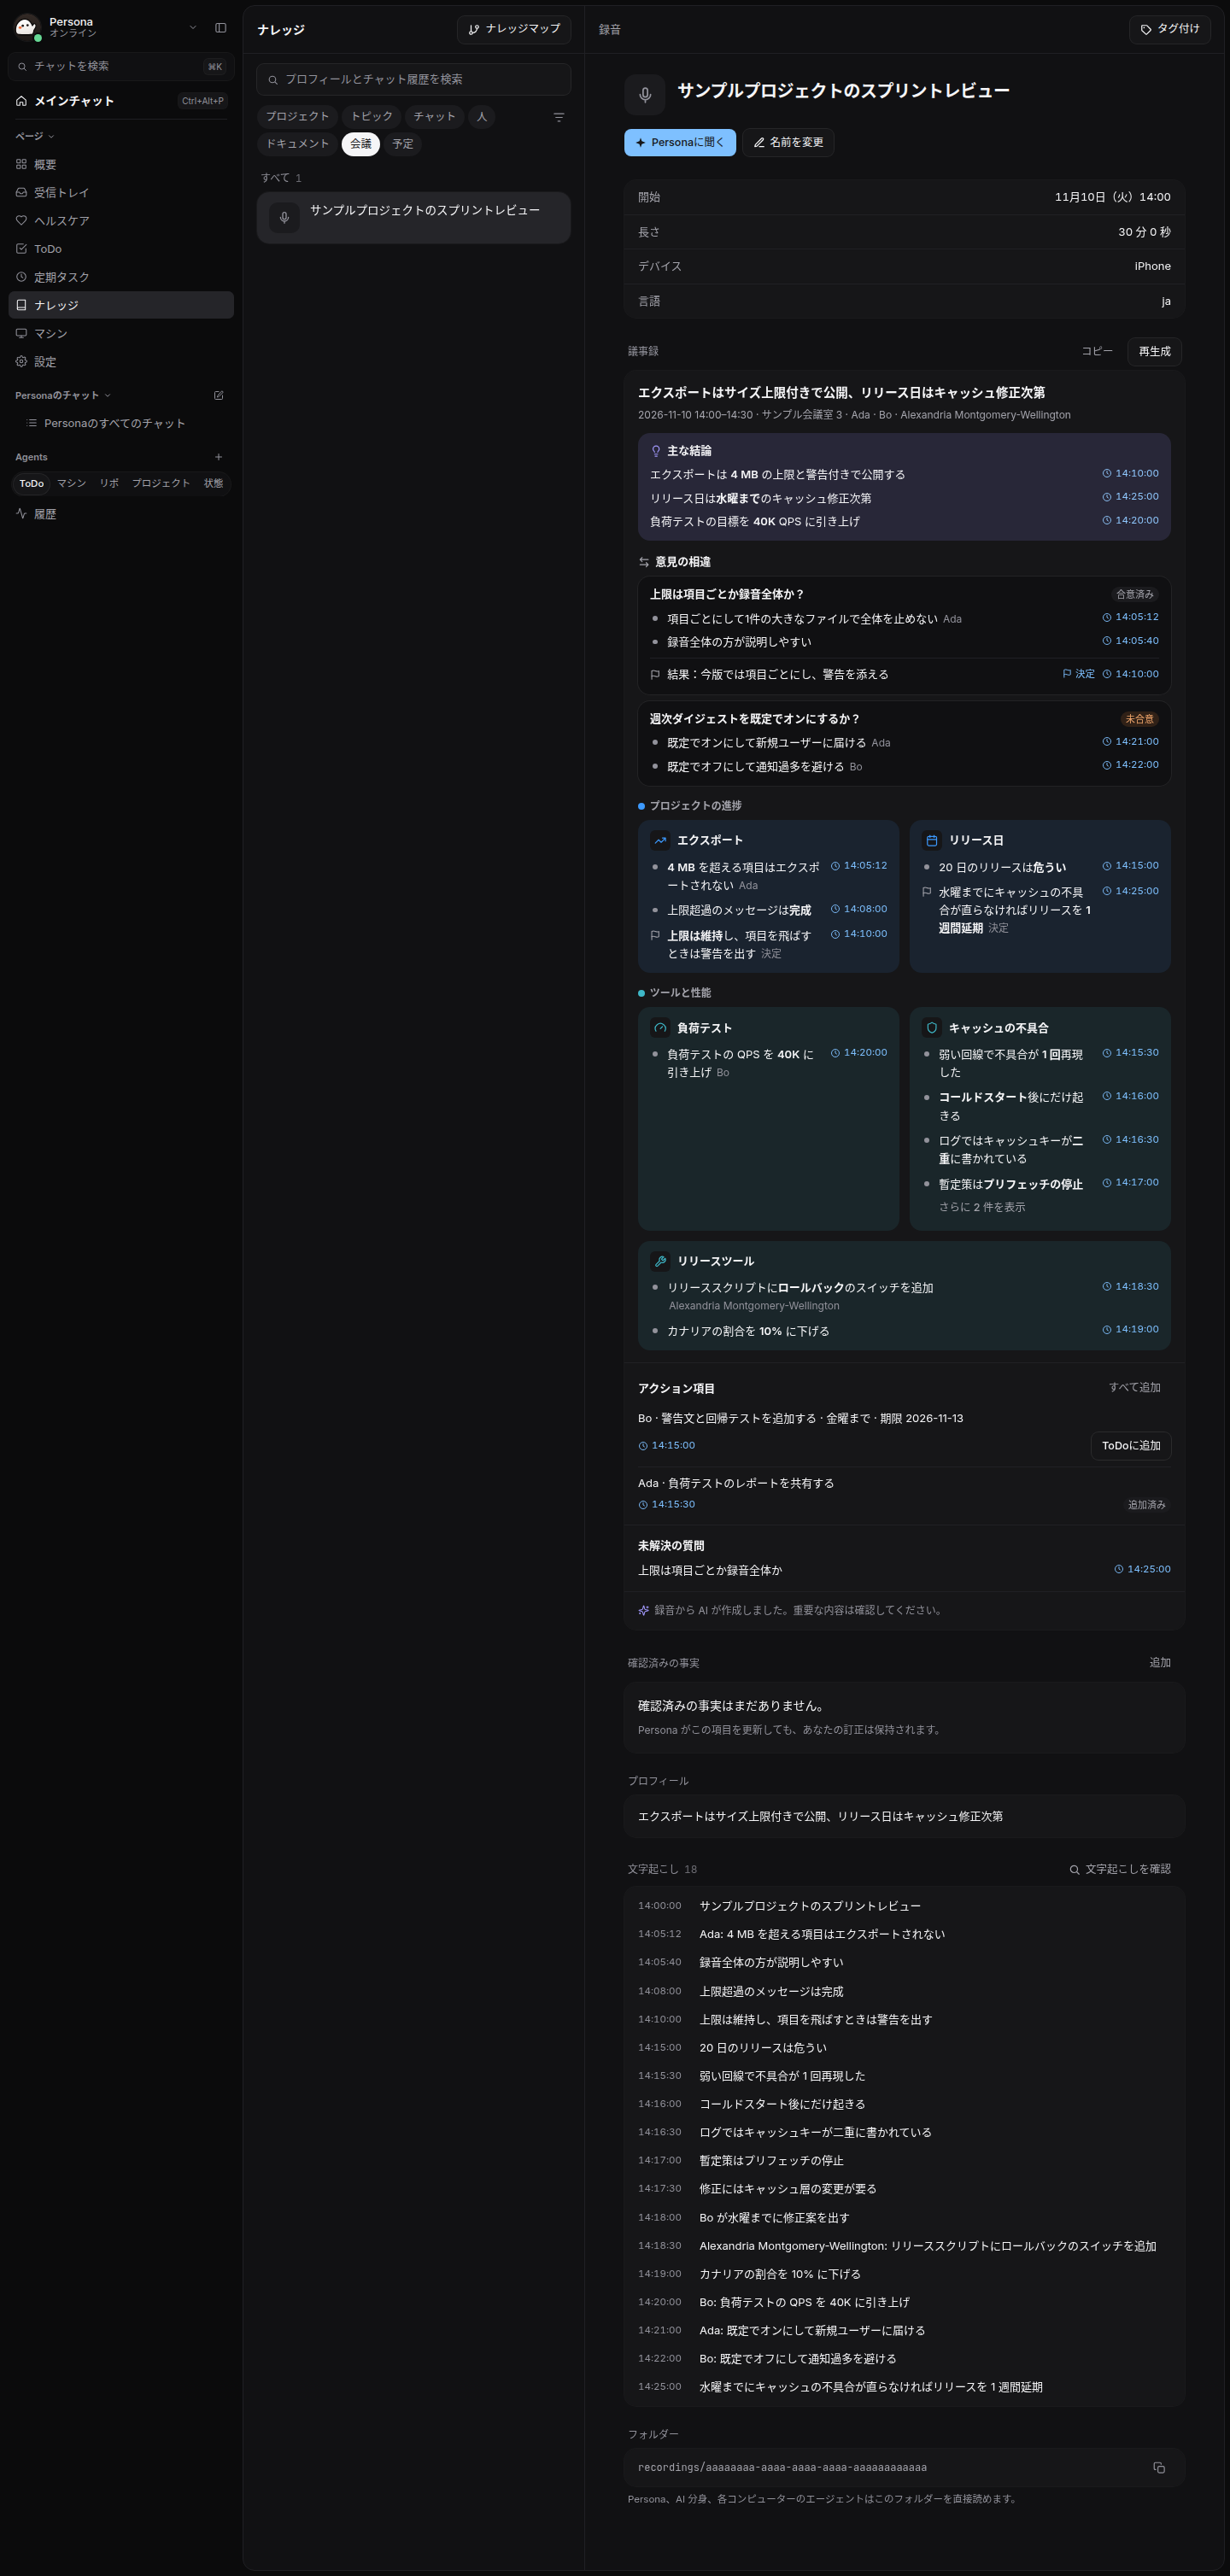 Persona
オンライン
チャットを検索
⌘K
メインチャット
Ctrl+Alt+P
ページ
概要
受信トレイ
ヘルスケア
ToDo
定期タスク
ナレッジ
マシン
設定
Personaのチャット
Personaのすべてのチャット
Agents
ToDo マシン リポ プロジェクト 状態
履歴
ナレッジ
ナレッジマップ
プロフィールとチャット履歴を検索
プロジェクト トピック チャット 人
ドキュメント 会議 予定
すべて 1
サンプルプロジェクトのスプリントレビュー
録音
タグ付け
サンプルプロジェクトのスプリントレビュー
Personaに聞く
名前を変更
開始 11月10日（火）14:00
長さ 30 分 0 秒
デバイス iPhone
言語 ja
議事録 コピー 再生成
エクスポートはサイズ上限付きで公開、リリース日はキャッシュ修正次第
2026-11-10 14:00–14:30 · サンプル会議室 3 · Ada · Bo · Alexandria Montgomery-Wellington
主な結論
エクスポートは 4 MB の上限と警告付きで公開する 14:10:00
リリース日は水曜までのキャッシュ修正次第 14:25:00
負荷テストの目標を 40K QPS に引き上げ 14:20:00
意見の相違
上限は項目ごとか録音全体か？ 合意済み
項目ごとにして1件の大きなファイルで全体を止めない Ada 14:05:12
録音全体の方が説明しやすい 14:05:40
結果：今版では項目ごとにし、警告を添える 決定 14:10:00
週次ダイジェストを既定でオンにするか？ 未合意
既定でオンにして新規ユーザーに届ける Ada 14:21:00
既定でオフにして通知過多を避ける Bo 14:22:00
プロジェクトの進捗
エクスポート
4 MB を超える項目はエクスポ 14:05:12
ートされない Ada
上限超過のメッセージは完成 14:08:00
上限は維持し、項目を飛ばす 14:10:00
ときは警告を出す 決定
リリース日
20 日のリリースは危うい 14:15:00
水曜までにキャッシュの不具 14:25:00
合が直らなければリリースを 1
週間延期 決定
ツールと性能
負荷テスト
負荷テストの QPS を 40K に 14:20:00
引き上げ Bo
キャッシュの不具合
弱い回線で不具合が 1 回再現 14:15:30
した
コールドスタート後にだけ起 14:16:00
きる
ログではキャッシュキーが二 14:16:30
重に書かれている
暫定策はプリフェッチの停止 14:17:00
さらに 2 件を表示
リリースツール
リリーススクリプトにロールバックのスイッチを追加 14:18:30
Alexandria Montgomery-Wellington
カナリアの割合を 10% に下げる 14:19:00
アクション項目 すべて追加
Bo · 警告文と回帰テストを追加する · 金曜まで · 期限 2026-11-13
14:15:00 ToDoに追加
Ada · 負荷テストのレポートを共有する
14:15:30 追加済み
未解決の質問
上限は項目ごとか録音全体か 14:25:00
録音から AI が作成しました。重要な内容は確認してください。
確認済みの事実 追加
確認済みの事実はまだありません。
Persona がこの項目を更新しても、あなたの訂正は保持されます。
プロフィール
エクスポートはサイズ上限付きで公開、リリース日はキャッシュ修正次第
文字起こし 18 文字起こしを確認
14:00:00 サンプルプロジェクトのスプリントレビュー
14:05:12 Ada: 4 MB を超える項目はエクスポートされない
14:05:40 録音全体の方が説明しやすい
14:08:00 上限超過のメッセージは完成
14:10:00 上限は維持し、項目を飛ばすときは警告を出す
14:15:00 20 日のリリースは危うい
14:15:30 弱い回線で不具合が 1 回再現した
14:16:00 コールドスタート後にだけ起きる
14:16:30 ログではキャッシュキーが二重に書かれている
14:17:00 暫定策はプリフェッチの停止
14:17:30 修正にはキャッシュ層の変更が要る
14:18:00 Bo が水曜までに修正案を出す
14:18:30 Alexandria Montgomery-Wellington: リリーススクリプトにロールバックのスイッチを追加
14:19:00 カナリアの割合を 10% に下げる
14:20:00 Bo: 負荷テストの QPS を 40K に引き上げ
14:21:00 Ada: 既定でオンにして新規ユーザーに届ける
14:22:00 Bo: 既定でオフにして通知過多を避ける
14:25:00 水曜までにキャッシュの不具合が直らなければリリースを 1 週間延期
フォルダー
recordings/aaaaaaaa-aaaa-aaaa-aaaa-aaaaaaaaaaaa
Persona、AI 分身、各コンピューターのエージェントはこのフォルダーを直接読めます。